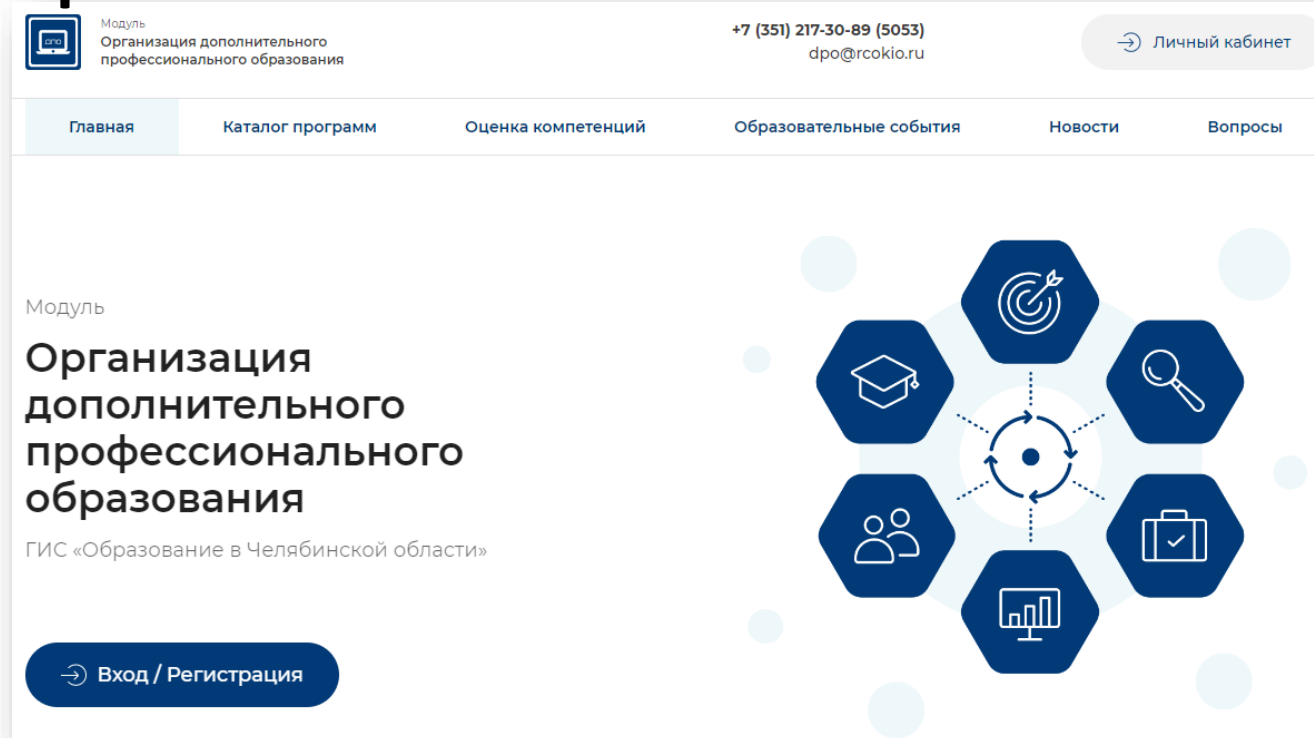 Модуль
Организация дополнительного
профессионального образования
+7 (351) 217-30-89 (5053)
dpo@rcokio.ru
Личный кабинет
Главная
Каталог программ
Оценка компетенций
Образовательные события
Новости
Вопросы
Модуль
Организация
дополнительного
профессионального
образования
ГИС «Образование в Челябинской области»
Вход / Регистрация